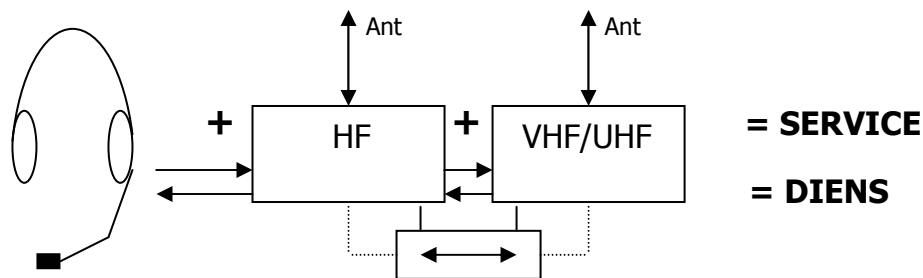 Ant Ant
+ HF + VHF/UHF = SERVICE
= DIENS